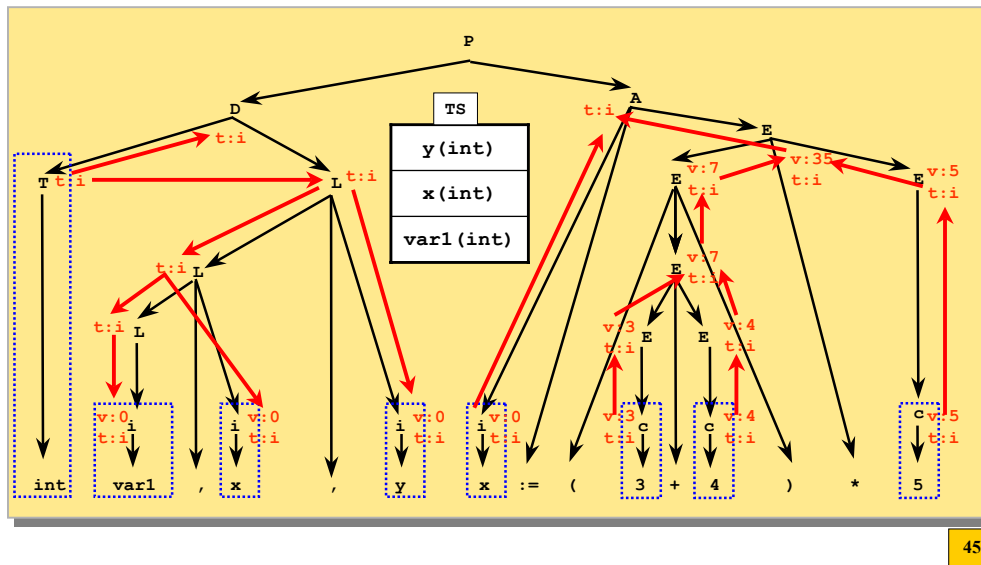 P
TS
D
t:i
t:i
A
E
y(int)
x(int)
var1(int)
T
t:i
L
t:i
E
v:7
t:i
v:35
t:i
E
v:5
t:i
t:i
L
E
v:7
t:i
t:i
L
v:3
t:i
E
E
v:4
t:i
v:0
t:i
i
i
v:0
t:i
i
v:0
t:i
i
v:0
t:i
v:3
t:i
c
c
v:4
t:i
c
v:5
t:i
int var1 , x , y x := ( 3 + 4 ) * 5
45